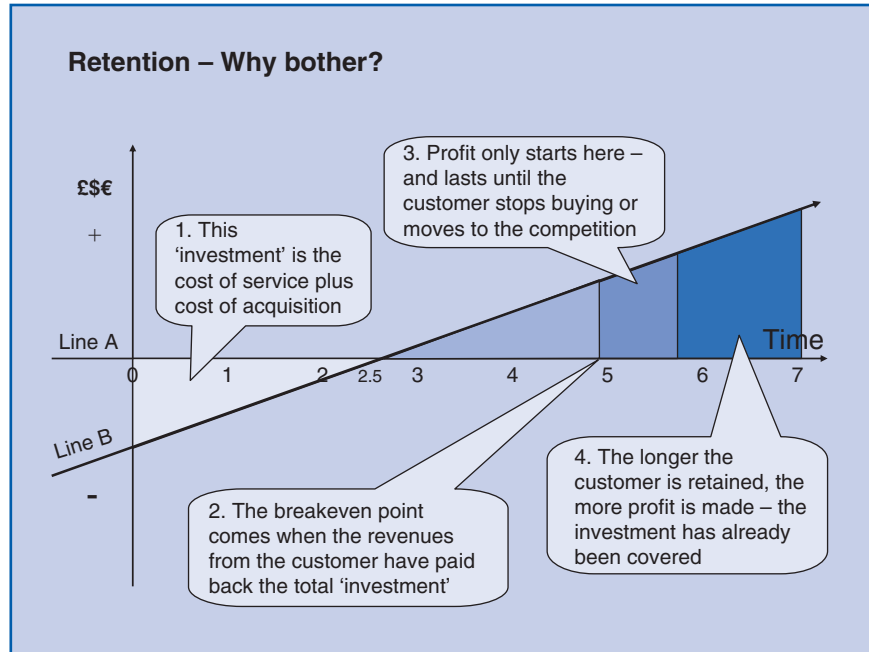 Retention – Why bother?
£$€
+
1. This
'investment' is the
cost of service plus
cost of acquisition
3. Profit only starts here –
and lasts until the
customer stops buying or
moves to the competition
Line A
Time
0 1 2 2.5 3 4 5 6 7
Line B
-
2. The breakeven point
comes when the revenues
from the customer have paid
back the total 'investment'
4. The longer the
customer is retained, the
more profit is made – the
investment has already
been covered